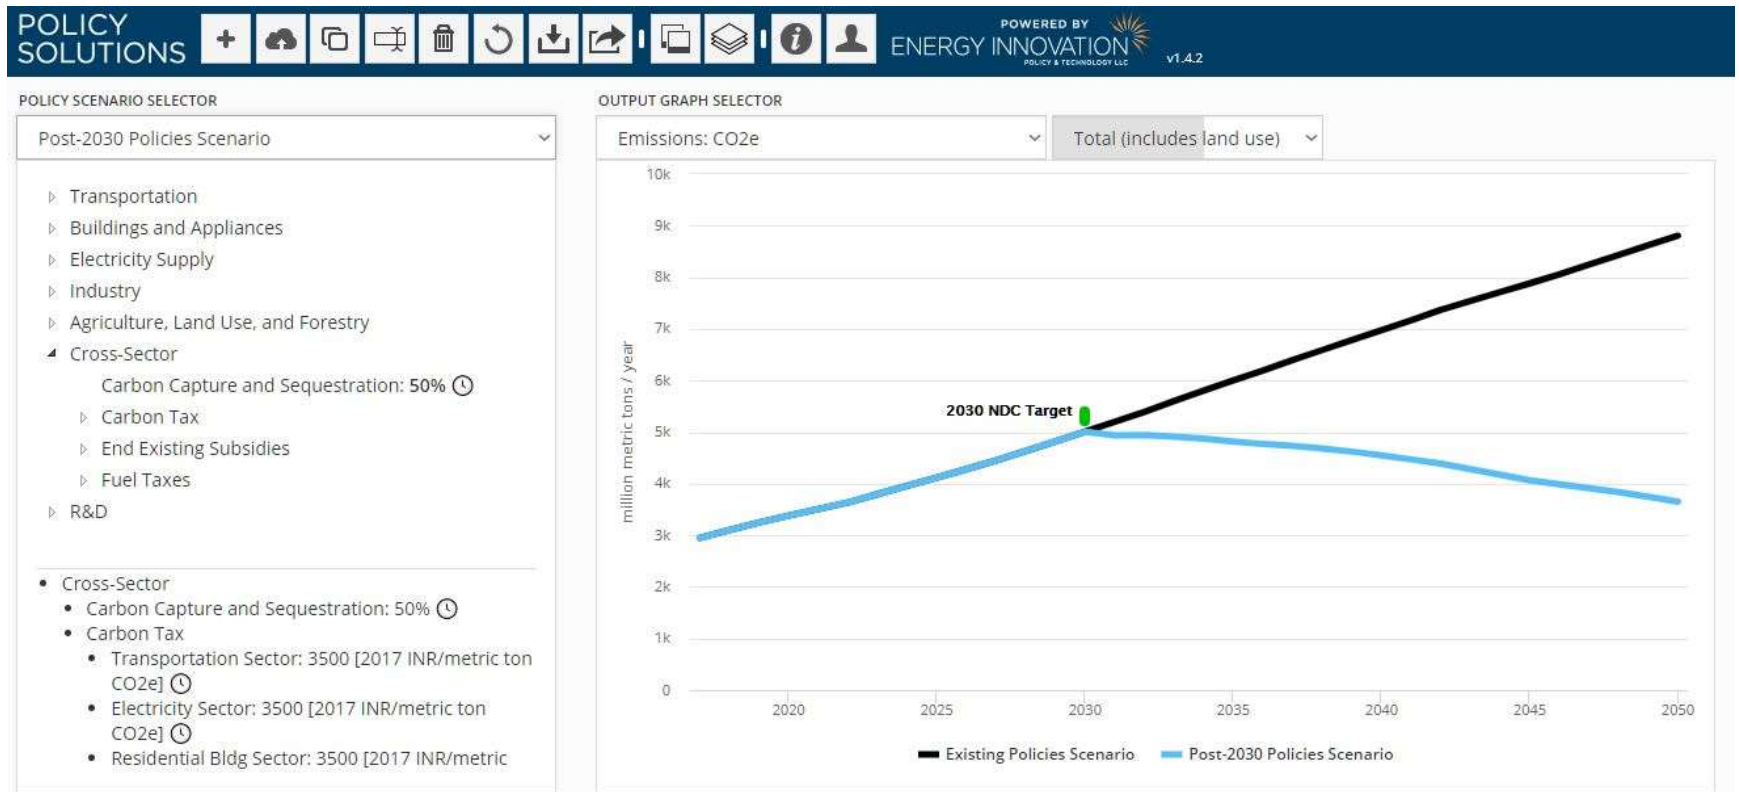 POLICY
SOLUTIONS
POWERED BY
ENERGY INNOVATION
POLICY & TECHNOLOGY LLC
v1.4.2
POLICY SCENARIO SELECTOR
Post-2030 Policies Scenario
Transportation
Buildings and Appliances
Electricity Supply
Industry
Agriculture, Land Use, and Forestry
Cross-Sector
Carbon Capture and Sequestration: 50%
Carbon Tax
End Existing Subsidies
Fuel Taxes
R&D
• Cross-Sector
• Carbon Capture and Sequestration: 50%
• Carbon Tax
• Transportation Sector: 3500 [2017 INR/metric ton
CO2e]
• Electricity Sector: 3500 [2017 INR/metric ton
CO2e]
• Residential Bldg Sector: 3500 [2017 INR/metric
OUTPUT GRAPH SELECTOR
Emissions: CO2e
Total (includes land use)
million metric tons / year
10k
9k
8k
7k
6k
5k
4k
3k
2k
1k
0
2030 NDC Target
2020 2025 2030 2035 2040 2045 2050
Existing Policies Scenario Post-2030 Policies Scenario